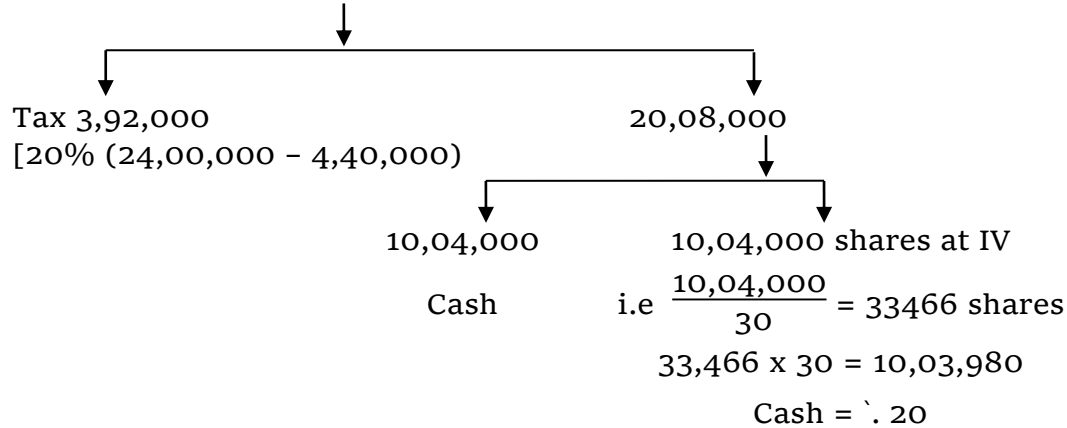 Tax 3,92,000 20,08,000
[20% (24,00,000 – 4,40,000)
10,04,000 10,04,000 shares at IV
Cash i.e 10,04,000 / 30 = 33466 shares
33,466 x 30 = 10,03,980
Cash = `. 20